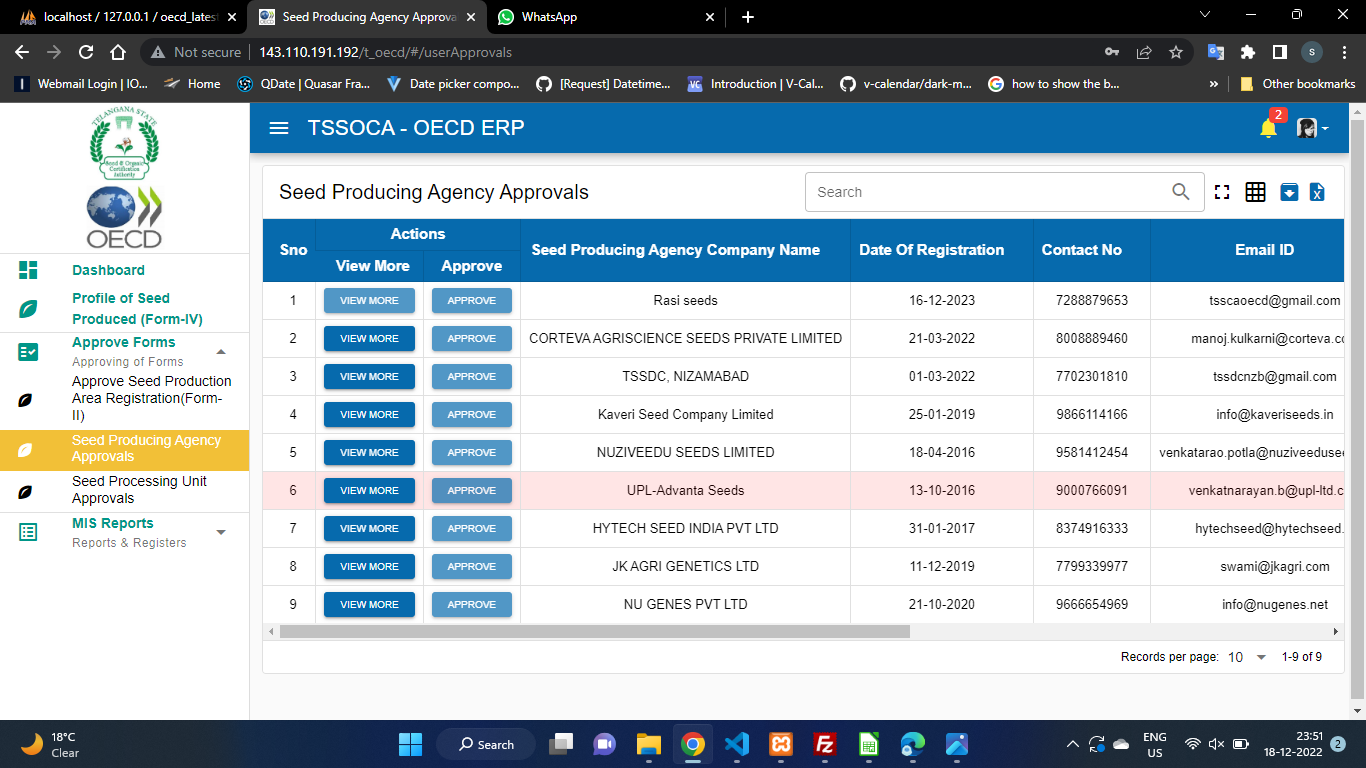 localhost / 127.0.0.1 / oecd_latest
Seed Producing Agency Approva
WhatsApp
Not secure
143.110.191.192/t_oecd/#/userApprovals
S
Webmail Login | IO...
Home
QDate | Quasar Fra...
Date picker compo...
[Request] Datetime...
VC
Introduction | V-Cal...
v-calendar/dark-m...
how to show the b...
»
Other bookmarks
TELANGANA STATE
Seed & Organic
Certification
Authority
OECD
TSSOCA - OECD ERP
2
Dashboard
Profile of Seed
Produced (Form-IV)
Approve Forms
Approving of Forms
Approve Seed Production
Area Registration(Form-
II)
Seed Producing Agency
Approvals
Seed Processing Unit
Approvals
MIS Reports
Reports & Registers
Seed Producing Agency Approvals
Search
Sno Actions Seed Producing Agency Company Name Date Of Registration Contact No Email ID
View More Approve
1 VIEW MORE APPROVE Rasi seeds 16-12-2023 7288879653 tsscaoecd@gmail.com
2 VIEW MORE APPROVE CORTEVA AGRISCIENCE SEEDS PRIVATE LIMITED 21-03-2022 8008889460 manoj.kulkarni@corteva.co
3 VIEW MORE APPROVE TSSDC, NIZAMABAD 01-03-2022 7702301810 tssdcnzb@gmail.com
4 VIEW MORE APPROVE Kaveri Seed Company Limited 25-01-2019 9866114166 info@kaveriseeds.in
5 VIEW MORE APPROVE NUZIVEEDU SEEDS LIMITED 18-04-2016 9581412454 venkatarao.potla@nuziveedusee
6 VIEW MORE APPROVE UPL-Advanta Seeds 13-10-2016 9000766091 venkatnarayan.b@upl-ltd.c
7 VIEW MORE APPROVE HYTECH SEED INDIA PVT LTD 31-01-2017 8374916333 hytechseed@hytechseed.
8 VIEW MORE APPROVE JK AGRI GENETICS LTD 11-12-2019 7799339977 swami@jkagri.com
9 VIEW MORE APPROVE NU GENES PVT LTD 21-10-2020 9666654969 info@nugenes.net
Records per page: 10 1-9 of 9
18°C
Clear
Search
ENG
US
23:51
18-12-2022
2